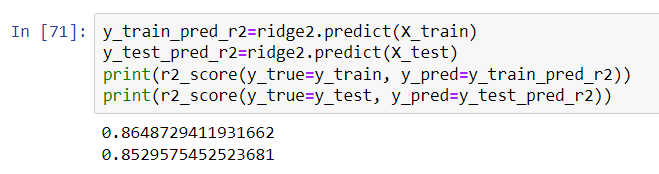 In [71]: y_train_pred_r2=ridge2.predict(X_train)
y_test_pred_r2=ridge2.predict(X_test)
print(r2_score(y_true=y_train, y_pred=y_train_pred_r2))
print(r2_score(y_true=y_test, y_pred=y_test_pred_r2))
0.8648729411931662
0.8529575452523681